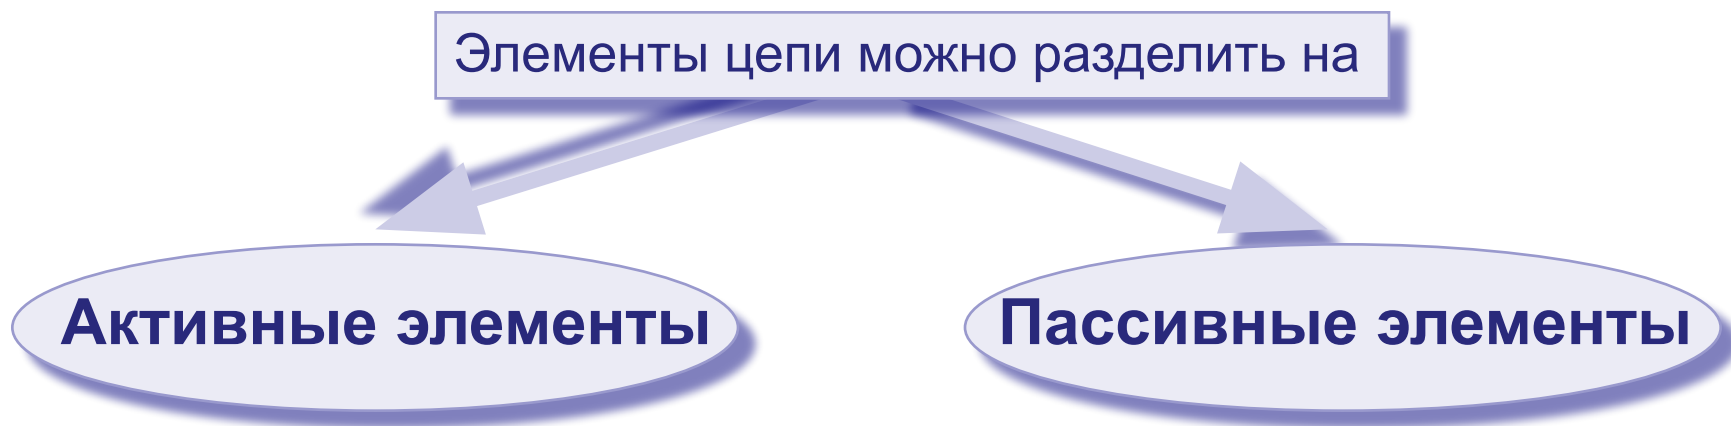 Элементы цепи можно разделить на
Активные элементы
Пассивные элементы